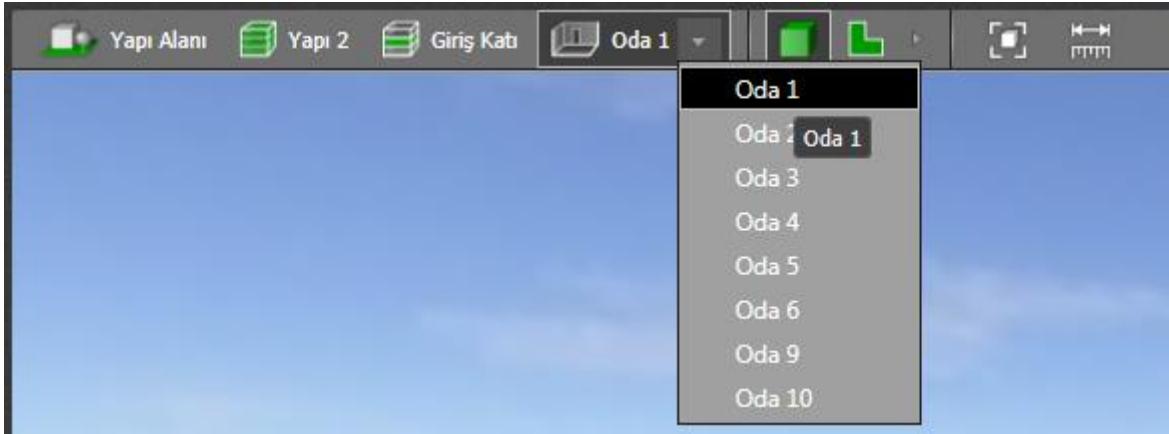 Yapı Alanı Yapı 2 Giriş Katı Oda 1
Oda 1
Oda 2
Oda 1
Oda 3
Oda 4
Oda 5
Oda 6
Oda 9
Oda 10